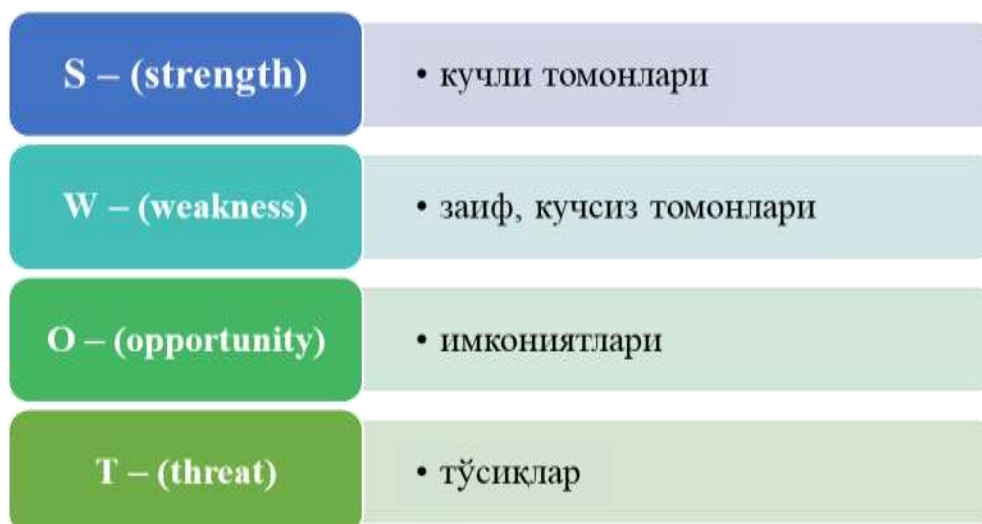 S – (strength)
• кучли томонлари
W – (weakness)
• заиф, кучсиз томонлари
O – (opportunity)
• имкониятлари
T – (threat)
• тўсиқлар